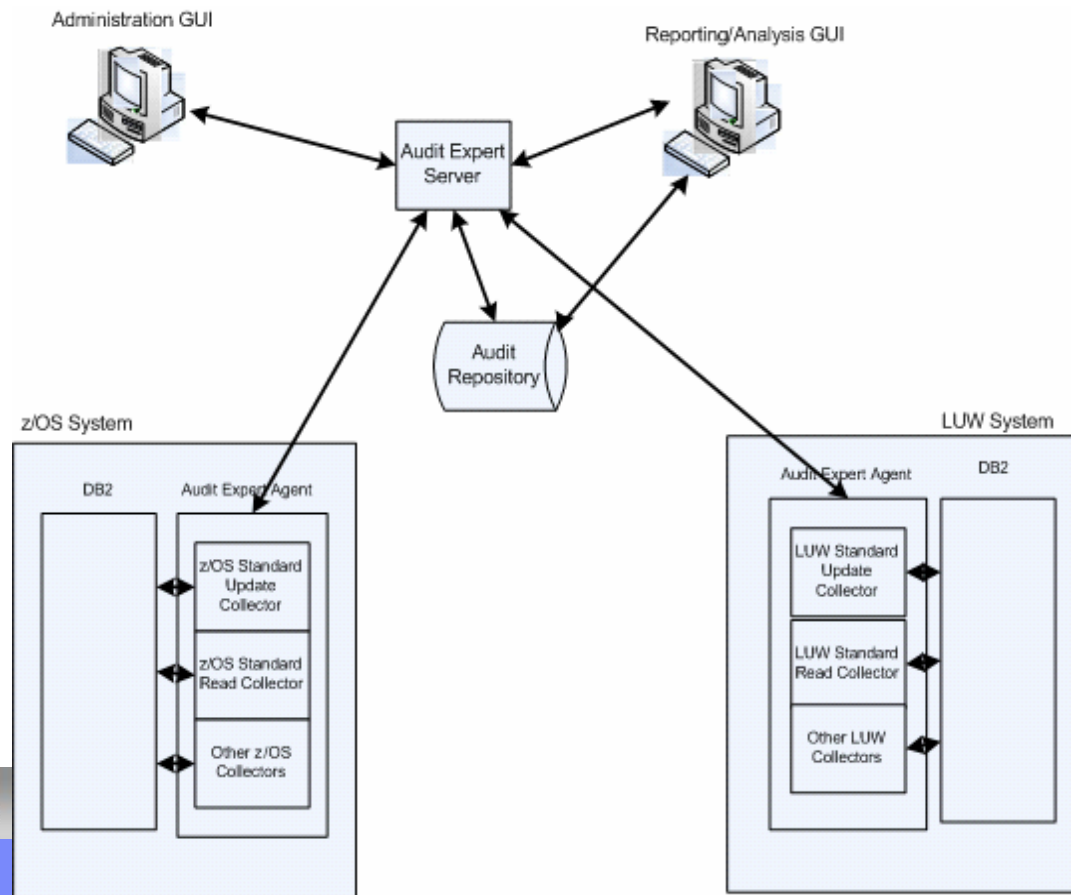 Administration GUI
Reporting/Analysis GUI
Audit Expert
Server
Audit
Repository
z/OS System
DB2
Audit Expert Agent
z/OS Standard
Update
Collector
z/OS Standard
Read Collector
Other z/OS
Collectors
LUW System
Audit Expert Agent
DB2
LUW Standard
Update
Collector
LUW Standard
Read Collector
Other LUW
Collectors